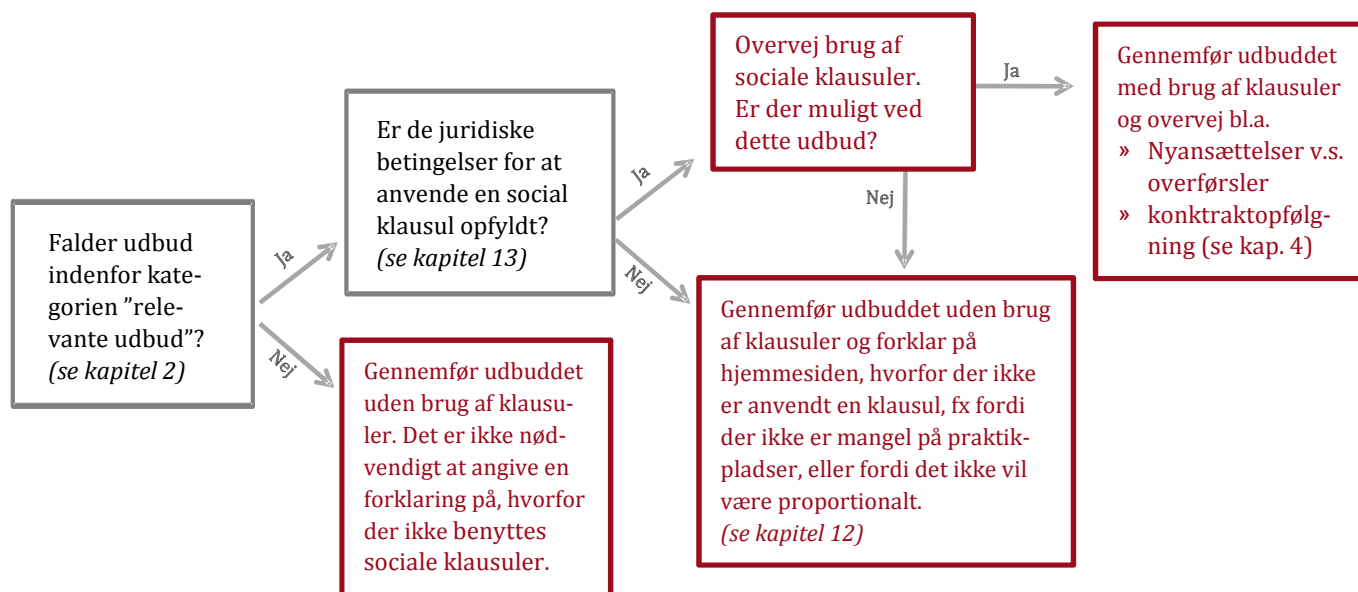 Falder udbud
indenfor kate-
gorien ”rele-
vante udbud”?
(se kapitel 2)
Ja
Nej
Er de juridiske
betingelser for at
anvende en social
klausul opfyldt?
(se kapitel 13)
Ja
Nej
Gennemfør udbuddet
uden brug af klausu-
ler. Det er ikke nød-
vendigt at angive en
forklaring på, hvorfor
der ikke benyttes
sociale klausuler.
Overvej brug af
sociale klausuler.
Er der muligt ved
dette udbud?
Ja
Nej
Gennemfør udbuddet uden brug
af klausuler og forklar på
hjemmesiden, hvorfor der ikke
er anvendt en klausul, fx fordi
der ikke er mangel på praktik-
pladser, eller fordi det ikke vil
være proportionalt.
(se kapitel 12)
Gennemfør udbuddet
med brug af klausuler
og overvej bl.a.
» Nyansættelser v.s.
overførsler
» konktraktopfølg-
gning (se kap. 4)